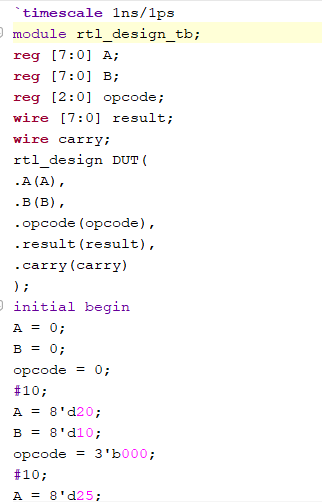 `timescale 1ns/1ps
module rtl_design_tb;
reg [7:0] A;
reg [7:0] B;
reg [2:0] opcode;
wire [7:0] result;
wire carry;
rtl_design DUT(
.A(A),
.B(B),
.opcode(opcode),
.result(result),
.carry(carry)
);
initial begin
A = 0;
B = 0;
opcode = 0;
#10;
A = 8'd20;
B = 8'd10;
opcode = 3'b000;
#10;
A = 8'd25;